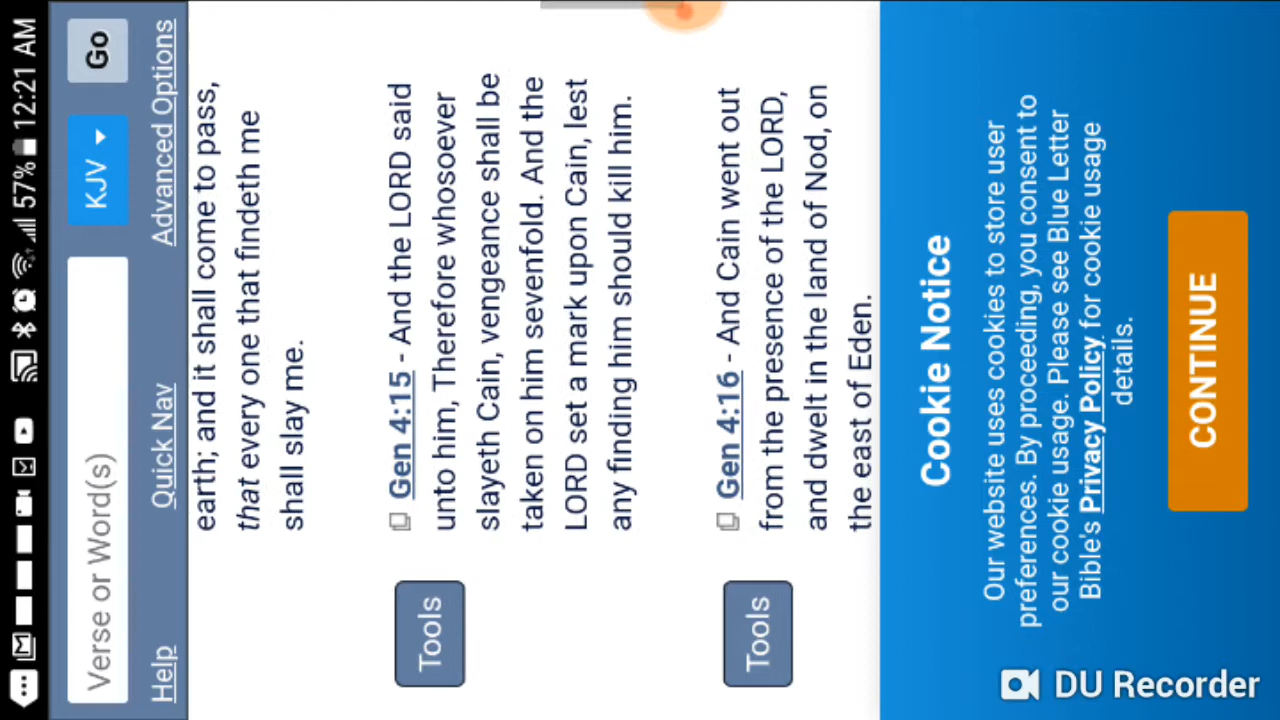 57% 12:21 AM
Verse or Word(s)
KJV
Go
Help
Quick Nav
Advanced Options
earth; and it shall come to pass,
that every one that findeth me
shall slay me.
Tools
Gen 4:15 - And the LORD said
unto him, Therefore whosoever
slayeth Cain, vengeance shall be
taken on him sevenfold. And the
LORD set a mark upon Cain, lest
any finding him should kill him.
Tools
Gen 4:16 - And Cain went out
from the presence of the LORD,
and dwelt in the land of Nod, on
the east of Eden.
Cookie Notice
Our website uses cookies to store user
preferences. By proceeding, you consent to
our cookie usage. Please see Blue Letter
Bible's Privacy Policy for cookie usage
details.
CONTINUE
DU Recorder